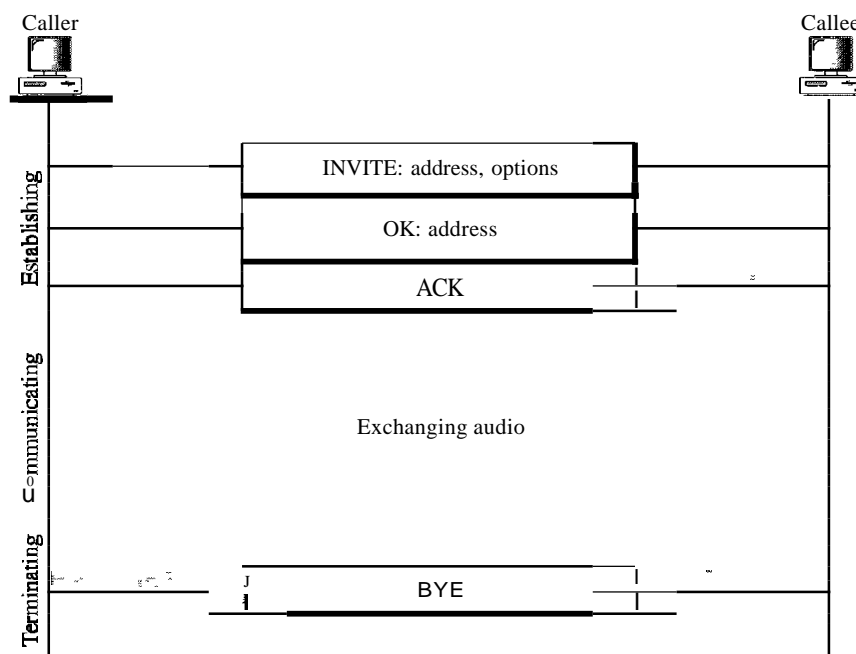 Caller
Callee
INVITE: address, options
OK: address
ACK
Establishing
Exchanging audio
Communicating
BYE
Terminating